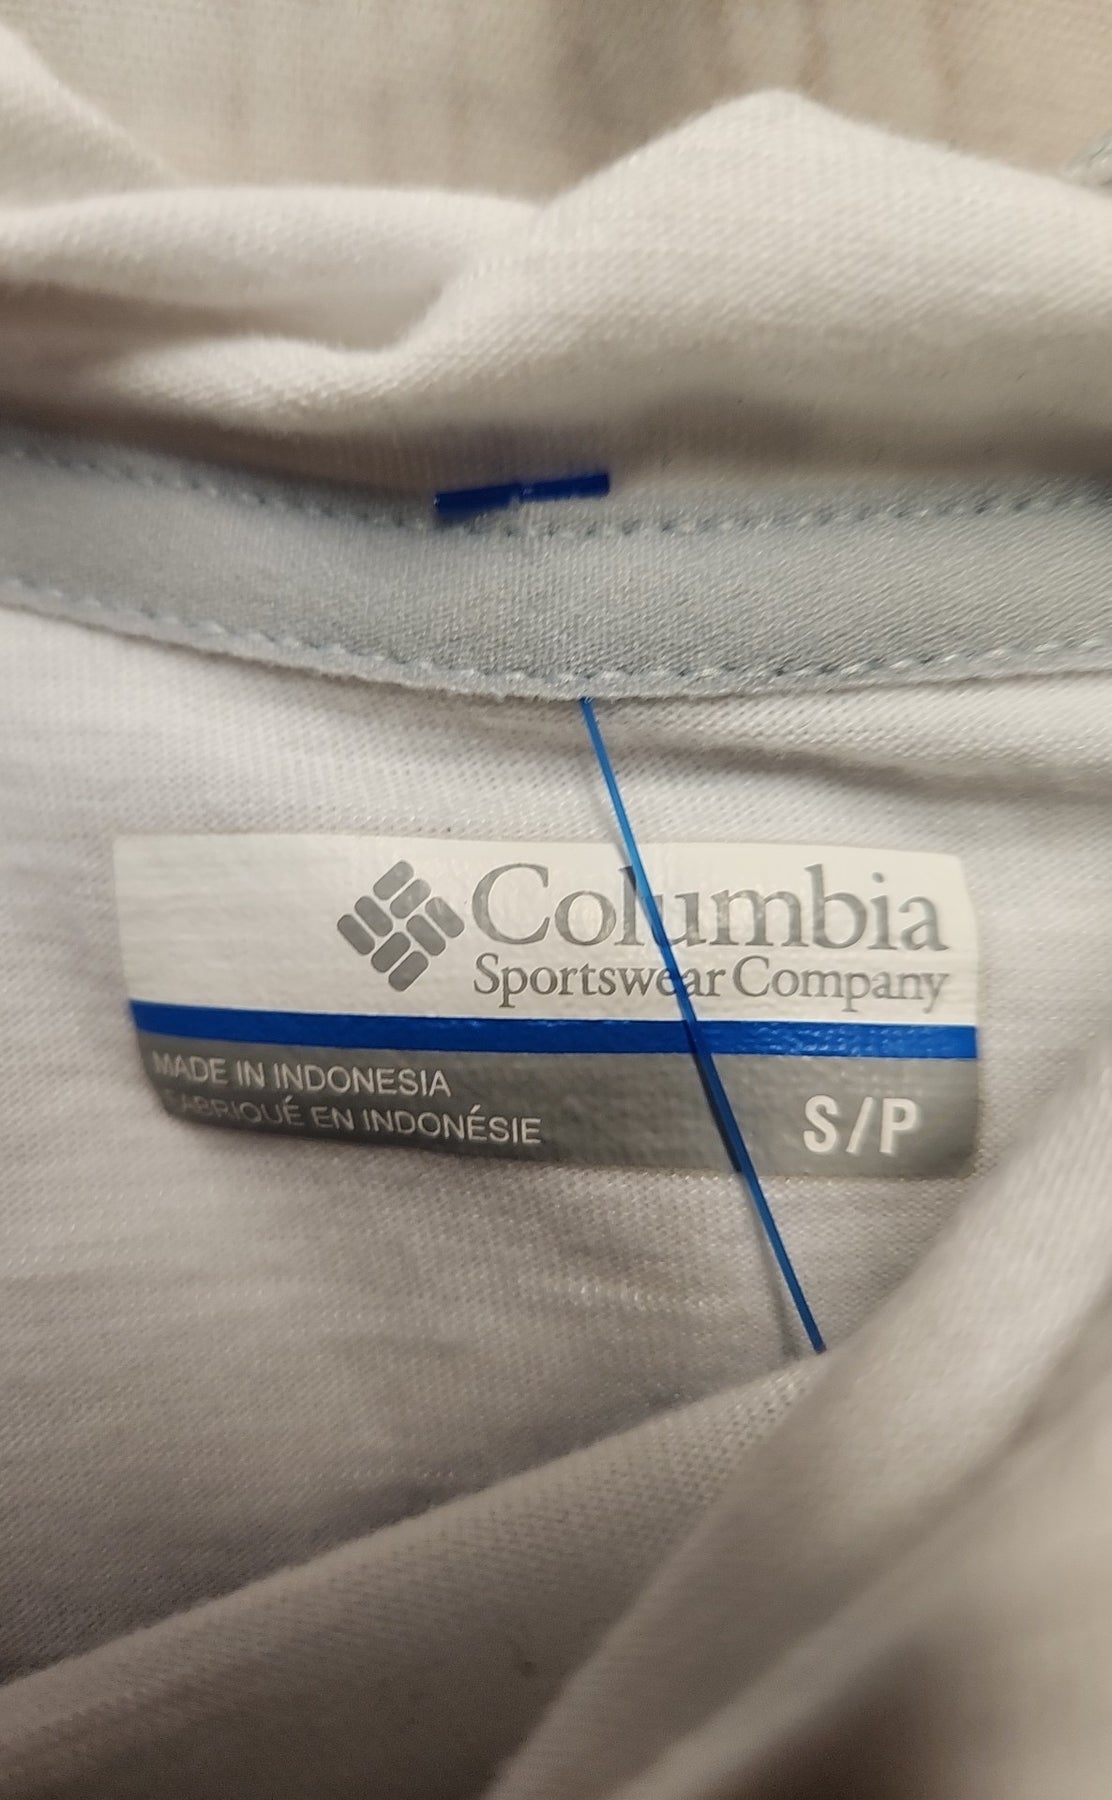 Columbia
Sportswear Company
MADE IN INDONESIA
FABRIQUÉ EN INDONÉSIE
S/P